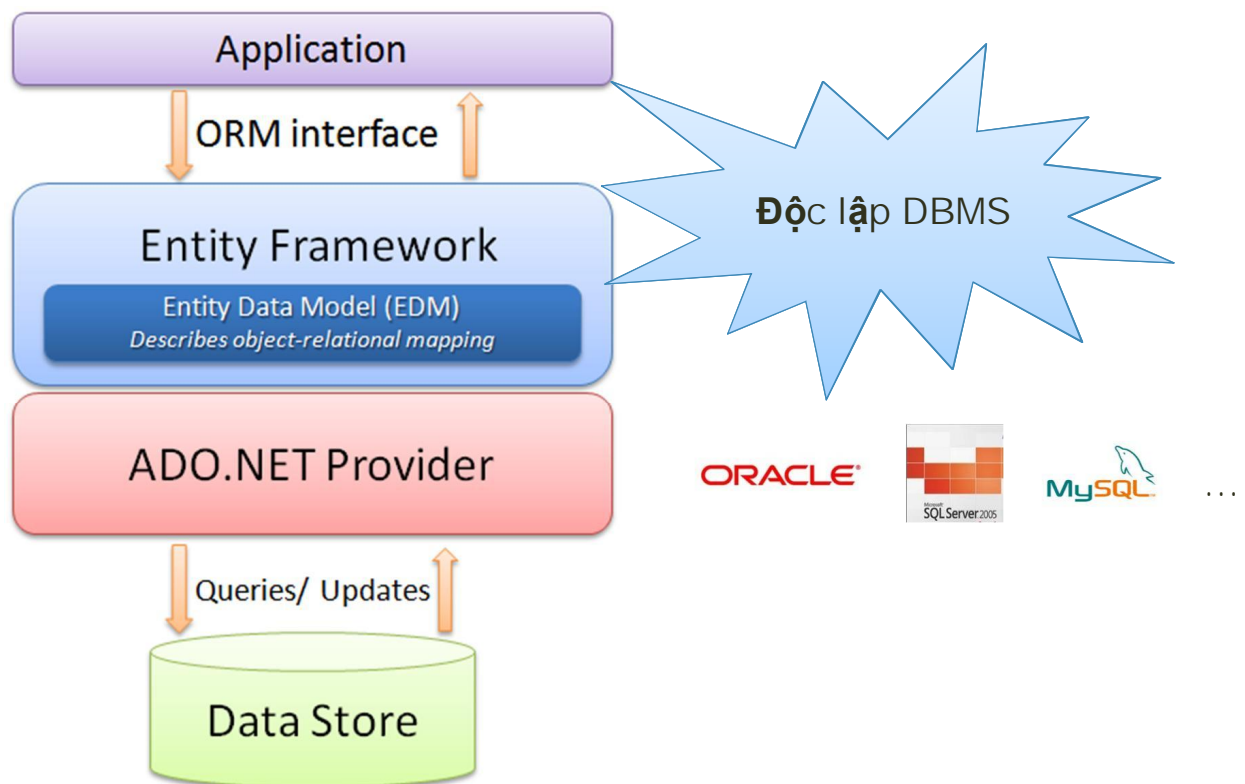 Application
ORM interface
Entity Framework
Entity Data Model (EDM)
Describes object-relational mapping
Độc lập DBMS
ADO.NET Provider
ORACLE®
Microsoft
SQL Server 2005
MySQL™
...
Queries/ Updates
Data Store